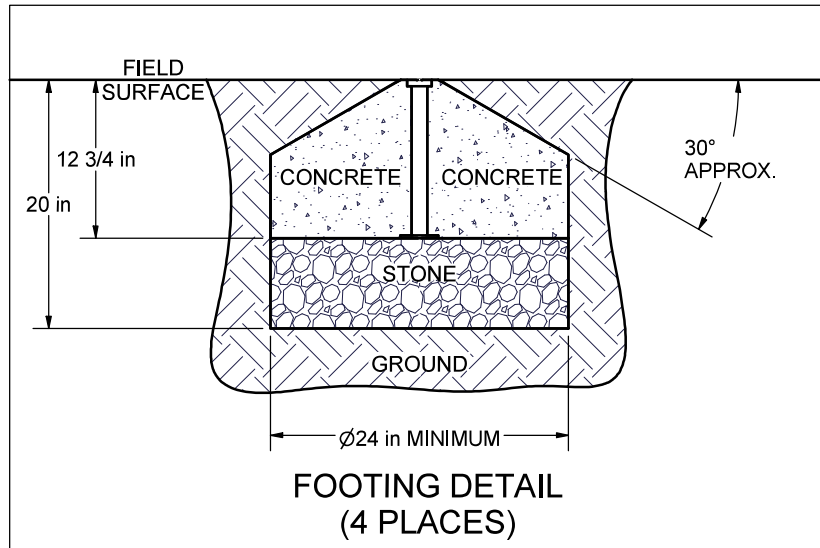 FIELD
SURFACE
12 3/4 in
20 in
30°
APPROX.
CONCRETE
CONCRETE
STONE
GROUND
Ø24 in MINIMUM
FOOTING DETAIL
(4 PLACES)